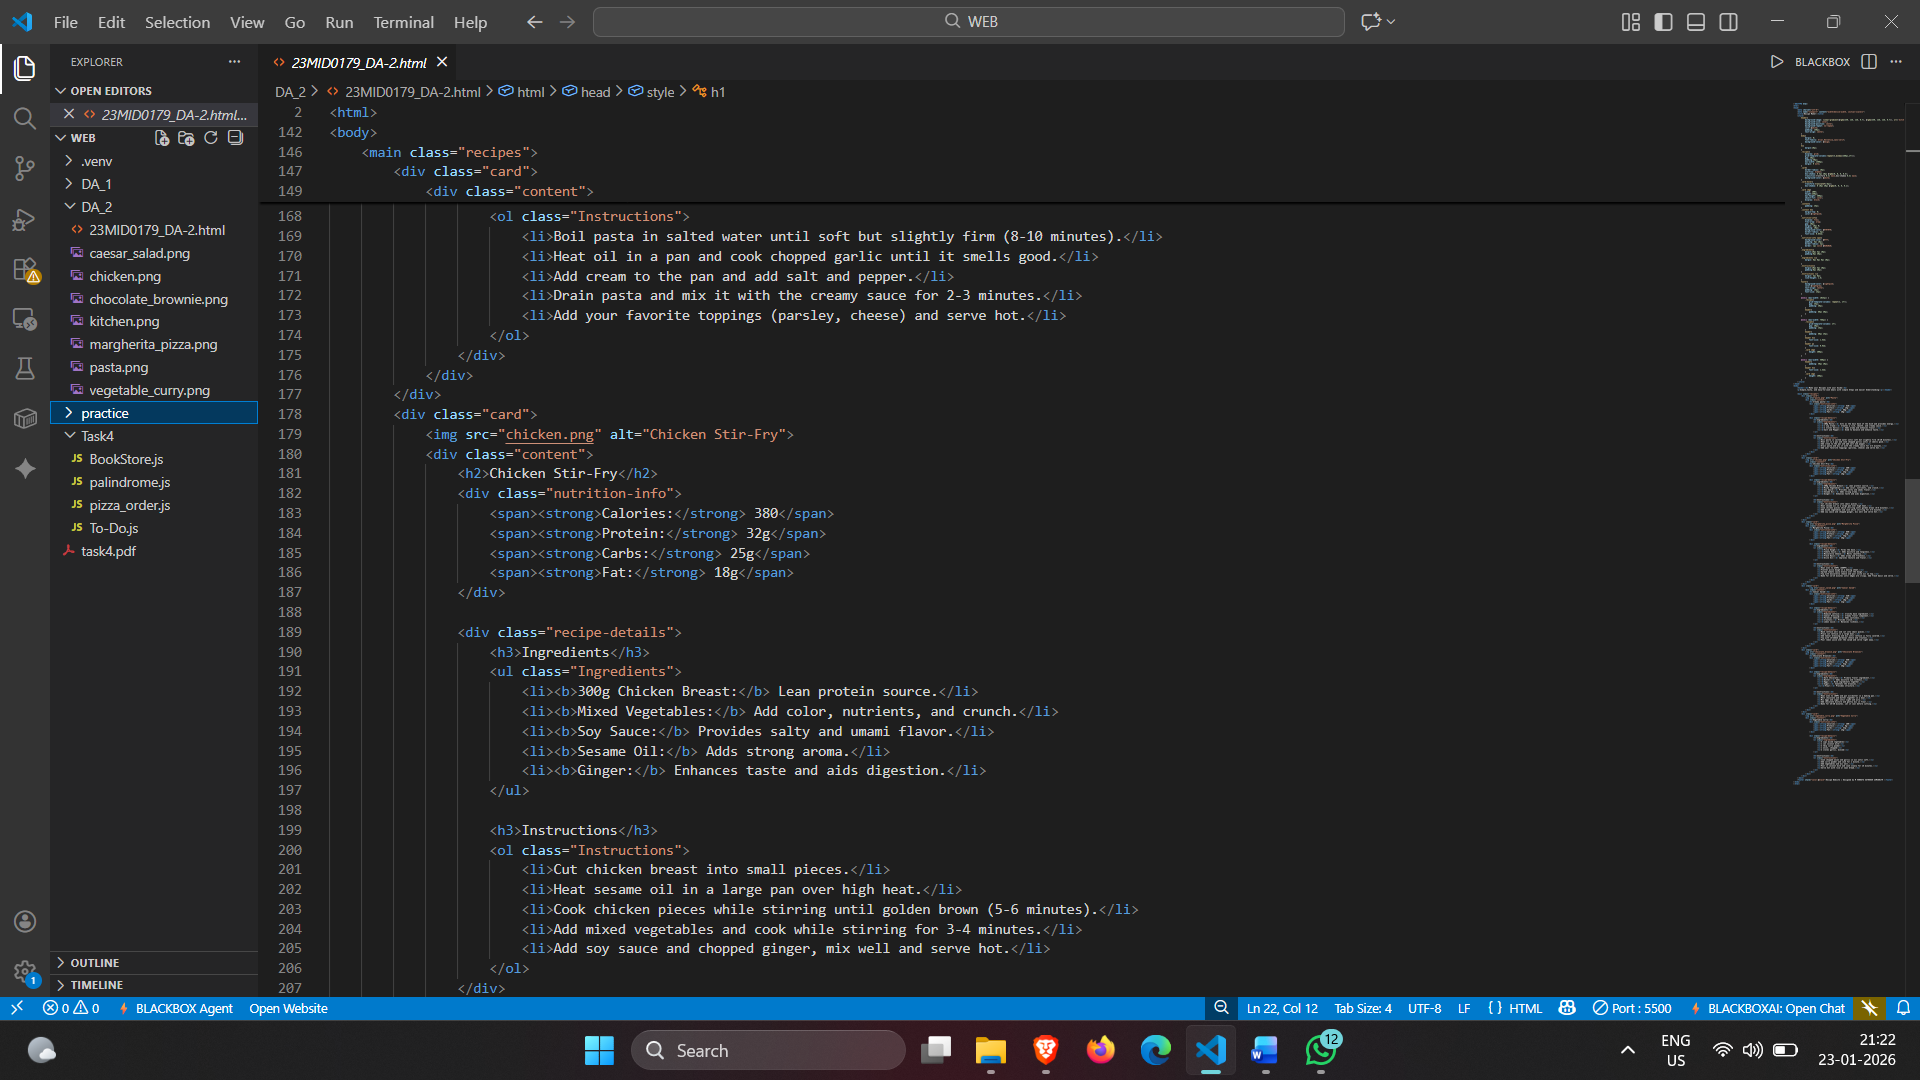 File Edit Selection View Go Run Terminal Help
WEB
EXPLORER
OPEN EDITORS
23MID0179_DA-2.html...
WEB
.venv
DA_1
DA_2
23MID0179_DA-2.html
caesar_salad.png
chicken.png
chocolate_brownie.png
kitchen.png
margherita_pizza.png
pasta.png
vegetable_curry.png
practice
Task4
JS BookStore.js
JS palindrome.js
JS pizza_order.js
JS To-Do.js
task4.pdf
OUTLINE
TIMELINE
23MID0179_DA-2.html
BLACKBOX
DA_2 > 23MID0179_DA-2.html > html > head > style > h1
2 <html>
142 <body>
146 <main class="recipes">
147 <div class="card">
149 <div class="content">
168 <ol class="Instructions">
169 <li>Boil pasta in salted water until soft but slightly firm (8-10 minutes).</li>
170 <li>Heat oil in a pan and cook chopped garlic until it smells good.</li>
171 <li>Add cream to the pan and add salt and pepper.</li>
172 <li>Drain pasta and mix it with the creamy sauce for 2-3 minutes.</li>
173 <li>Add your favorite toppings (parsley, cheese) and serve hot.</li>
174 </ol>
175 </div>
176 </div>
177 </div>
178 <div class="card">
179 <img src="chicken.png" alt="Chicken Stir-Fry">
180 <div class="content">
181 <h2>Chicken Stir-Fry</h2>
182 <div class="nutrition-info">
183 <span><strong>Calories:</strong> 380</span>
184 <span><strong>Protein:</strong> 32g</span>
185 <span><strong>Carbs:</strong> 25g</span>
186 <span><strong>Fat:</strong> 18g</span>
187 </div>
188
189 <div class="recipe-details">
190 <h3>Ingredients</h3>
191 <ul class="Ingredients">
192 <li><b>300g Chicken Breast:</b> Lean protein source.</li>
193 <li><b>Mixed Vegetables:</b> Add color, nutrients, and crunch.</li>
194 <li><b>Soy Sauce:</b> Provides salty and umami flavor.</li>
195 <li><b>Sesame Oil:</b> Adds strong aroma.</li>
196 <li><b>Ginger:</b> Enhances taste and aids digestion.</li>
197 </ul>
198
199 <h3>Instructions</h3>
200 <ol class="Instructions">
201 <li>Cut chicken breast into small pieces.</li>
202 <li>Heat sesame oil in a large pan over high heat.</li>
203 <li>Cook chicken pieces while stirring until golden brown (5-6 minutes).</li>
204 <li>Add mixed vegetables and cook while stirring for 3-4 minutes.</li>
205 <li>Add soy sauce and chopped ginger, mix well and serve hot.</li>
206 </ol>
207 </div>
1
0 0 BLACKBOX Agent Open Website Ln 22, Col 12 Tab Size: 4 UTF-8 LF {} HTML Port : 5500 BLACKBOXAI: Open Chat
Search
12
ENG
US
21:22
23-01-2026